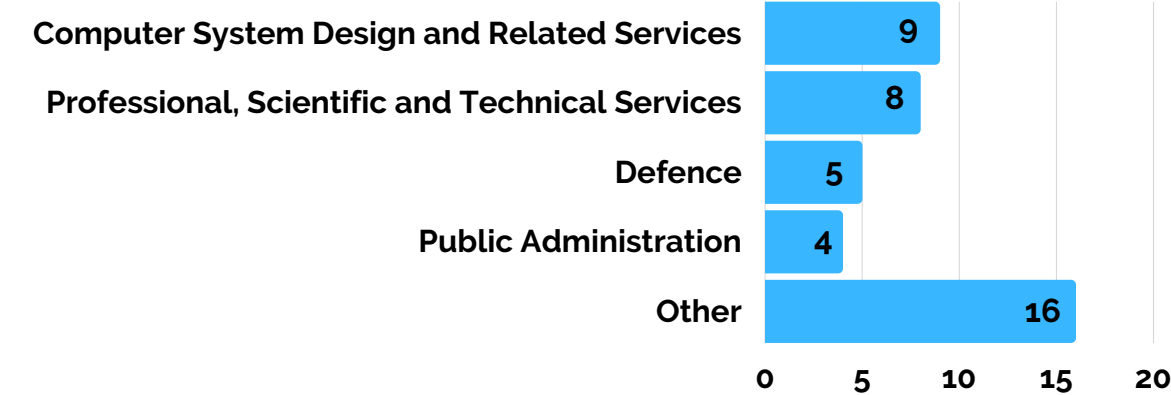 Computer System Design and Related Services 9
Professional, Scientific and Technical Services 8
Defence 5
Public Administration 4
Other 16
0 5 10 15 20